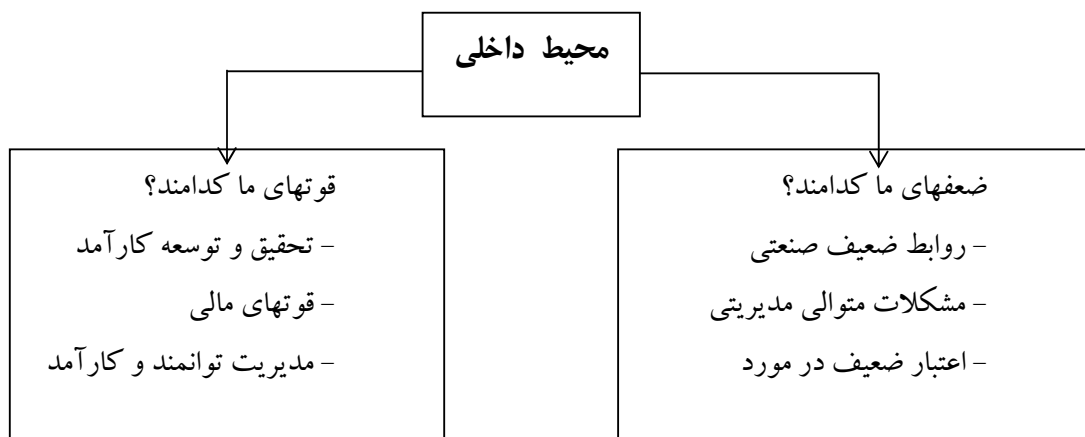 محیط داخلی
ضعفهای ما کدامند؟
– روابط ضعیف صنعتی
– مشکلات متوالی مدیریتی
– اعتبار ضعیف در مورد
قوتهای ما کدامند؟
– تحقیق و توسعه کارآمد
– قوتهای مالی
– مدیریت توانمند و کارآمد